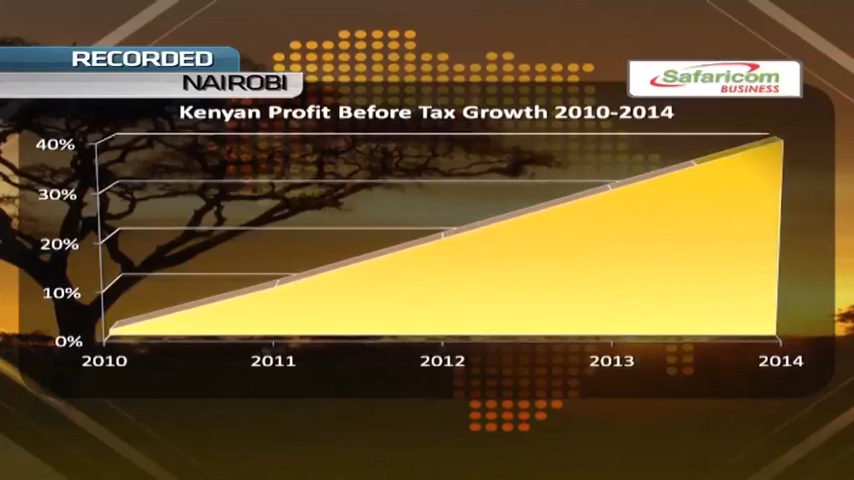 RECORDED
NAIROBI
Safaricom
BUSINESS
Kenyan Profit Before Tax Growth 2010-2014
40%
30%
20%
10%
0%
2010 2011 2012 2013 2014